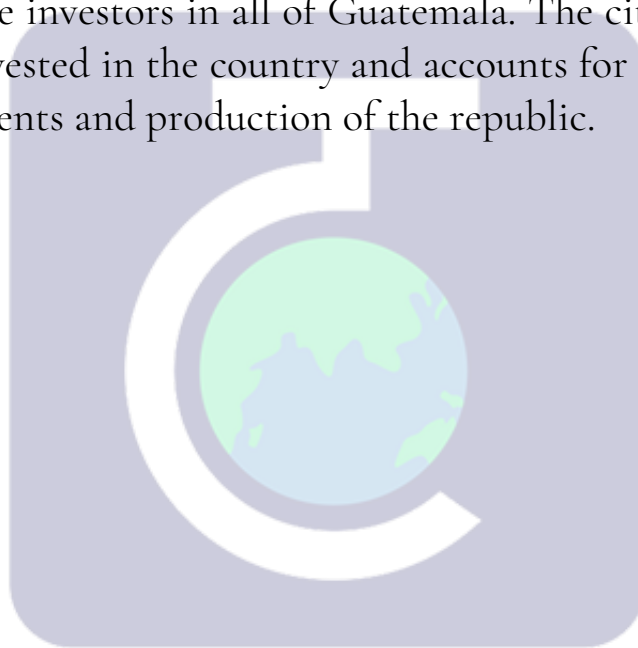 e investors in all of Guatemala. The cit
vested in the country and accounts for
ents and production of the republic.